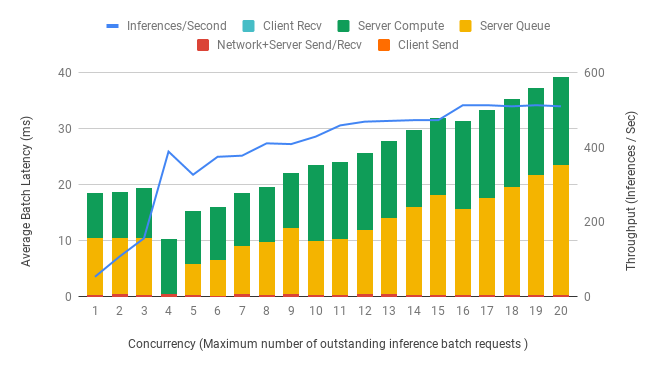 Inferences/Second Client Recv Server Compute Server Queue
Network+Server Send/Recv Client Send
40 600
30 400
20
10 200
0 0
Average Batch Latency (ms)
Throughput (Inferences / Sec)
1 2 3 4 5 6 7 8 9 10 11 12 13 14 15 16 17 18 19 20
Concurrency (Maximum number of outstanding inference batch requests )